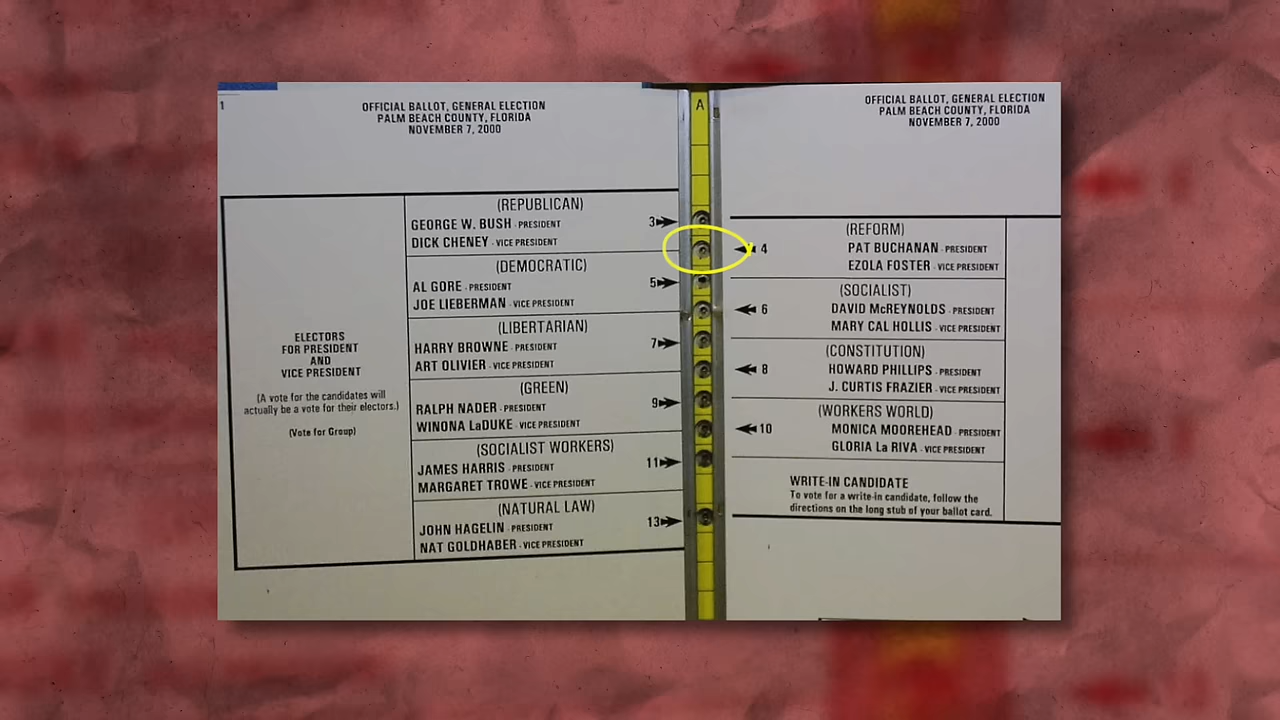 1
OFFICIAL BALLOT, GENERAL ELECTION
PALM BEACH COUNTY, FLORIDA
NOVEMBER 7, 2000
ELECTORS
FOR PRESIDENT
AND
VICE PRESIDENT
(A vote for the candidates will
actually be a vote for their electors.)
(Vote for Group)
(REPUBLICAN)
GEORGE W. BUSH - PRESIDENT
DICK CHENEY - VICE PRESIDENT
3
(DEMOCRATIC)
AL GORE - PRESIDENT
JOE LIEBERMAN - VICE PRESIDENT
5
(LIBERTARIAN)
HARRY BROWNE - PRESIDENT
ART OLIVIER - VICE PRESIDENT
7
(GREEN)
RALPH NADER - PRESIDENT
WINONA LaDUKE - VICE PRESIDENT
9
(SOCIALIST WORKERS)
JAMES HARRIS - PRESIDENT
MARGARET TROWE - VICE PRESIDENT
11
(NATURAL LAW)
JOHN HAGELIN - PRESIDENT
NAT GOLDHABER - VICE PRESIDENT
13
A
OFFICIAL BALLOT, GENERAL ELECTION
PALM BEACH COUNTY, FLORIDA
NOVEMBER 7, 2000
(REFORM)
4 PAT BUCHANAN - PRESIDENT
EZOLA FOSTER - VICE PRESIDENT
(SOCIALIST)
6 DAVID McREYNOLDS - PRESIDENT
MARY CAL HOLLIS - VICE PRESIDENT
(CONSTITUTION)
8 HOWARD PHILLIPS - PRESIDENT
J. CURTIS FRAZIER - VICE PRESIDENT
(WORKERS WORLD)
10 MONICA MOOREHEAD - PRESIDENT
GLORIA La RIVA - VICE PRESIDENT
WRITE-IN CANDIDATE
To vote for a write-in candidate, follow the
directions on the long stub of your ballot card.